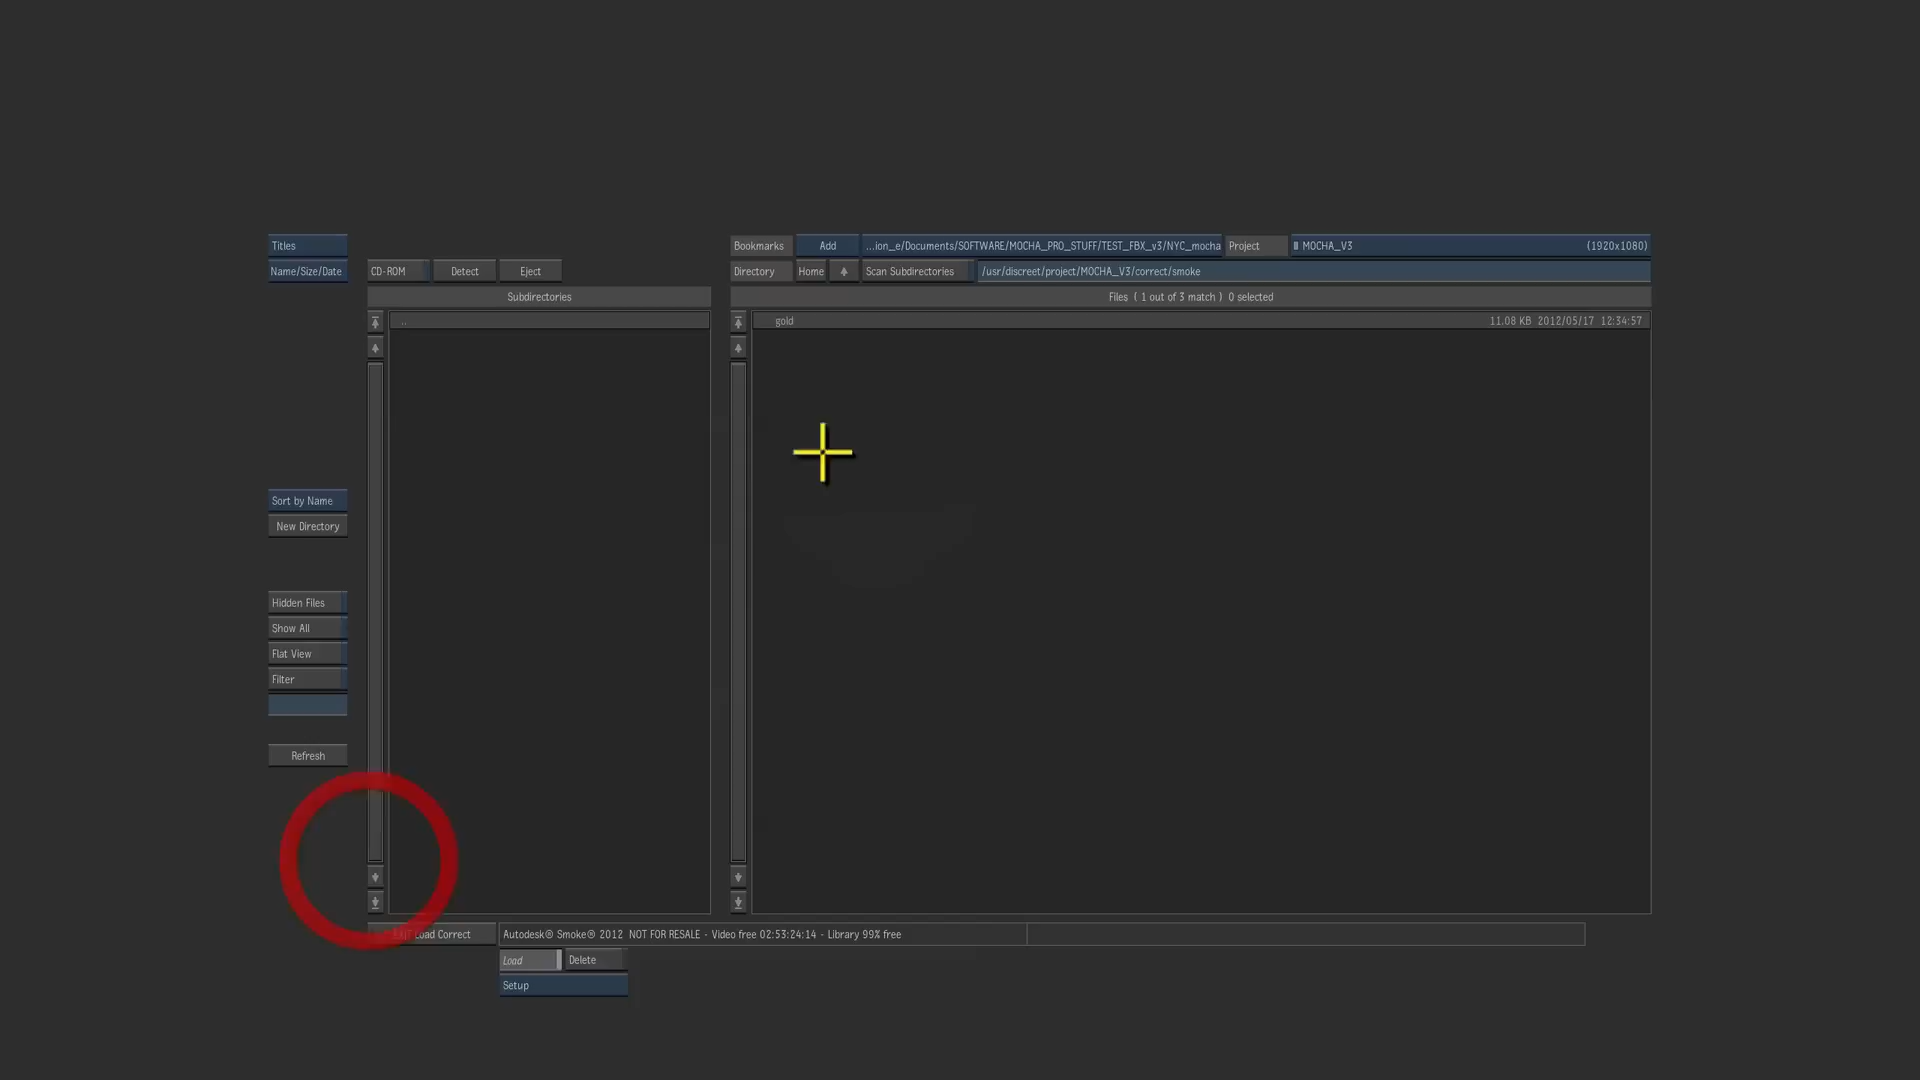 Titles
Bookmarks Add ...ion_e/Documents/SOFTWARE/MOCHA_PRO_STUFF/TEST_FBX_v3/NYC_mocha Project MOCHA_V3 (1920x1080)
Name/Size/Date CD-ROM Detect Eject Directory Home Scan Subdirectories /usr/discreet/project/MOCHA_V3/correct/smoke
Subdirectories Files ( 1 out of 3 match ) 0 selected
.. gold 11.08 KB 2012/05/17 12:34:57
Sort by Name
New Directory
Hidden Files
Show All
Flat View
Filter
Refresh
EXIT Load Correct Autodesk® Smoke® 2012 NOT FOR RESALE - Video free 02:53:24:14 - Library 99% free
Load Delete
Setup